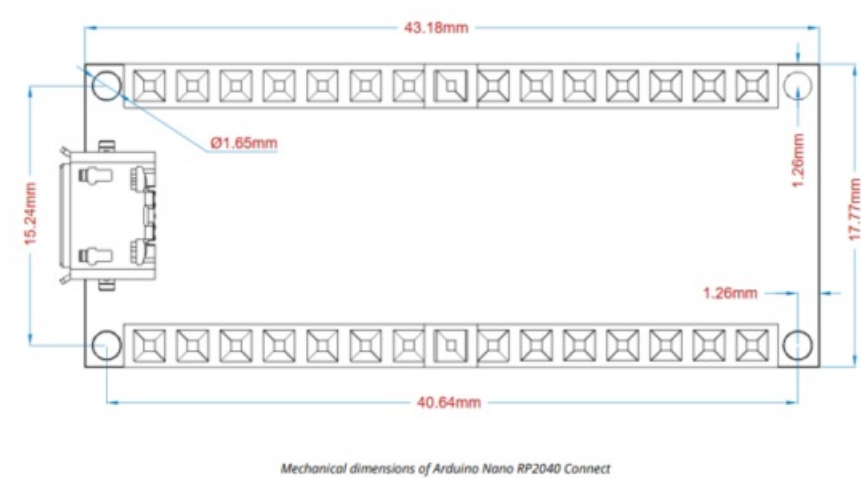 43.18mm
Ø1.65mm
15.24mm
1.26mm
17.77mm
1.26mm
40.64mm
Mechanical dimensions of Arduino Nano RP2040 Connect